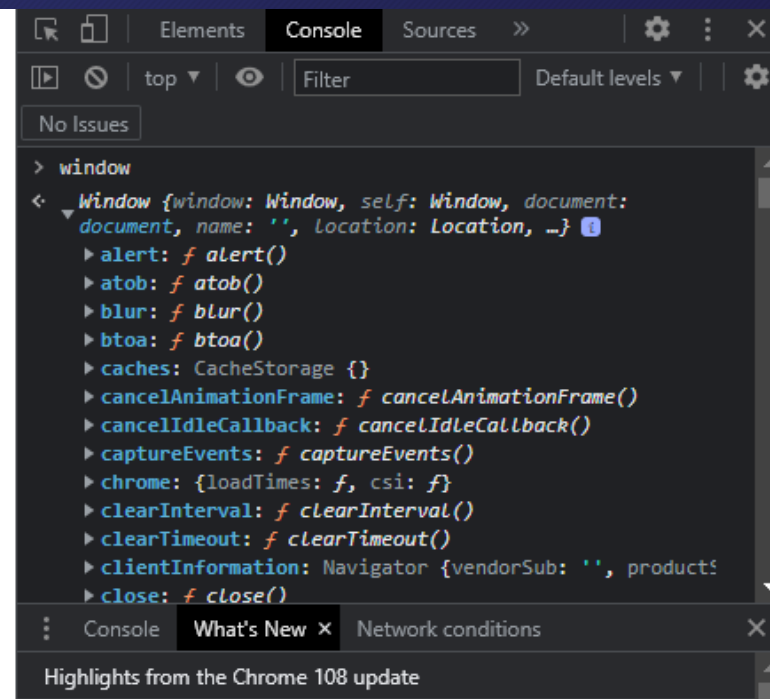 Elements Console Sources »
top ▼ Filter Default levels ▼
No Issues
> window
Window {window: Window, self: Window, document:
document, name: '', location: Location, …} i
▶ alert: ƒ alert()
▶ atob: ƒ atob()
▶ blur: ƒ blur()
▶ btoa: ƒ btoa()
▶ caches: CacheStorage {}
▶ cancelAnimationFrame: ƒ cancelAnimationFrame()
▶ cancelIdleCallback: ƒ cancelIdleCallback()
▶ captureEvents: ƒ captureEvents()
▶ chrome: {loadTimes: ƒ, csi: ƒ}
▶ clearInterval: ƒ clearInterval()
▶ clearTimeout: ƒ clearTimeout()
▶ clientInformation: Navigator {vendorSub: '', productS
▶ close: ƒ close()
Console What's New × Network conditions
Highlights from the Chrome 108 update